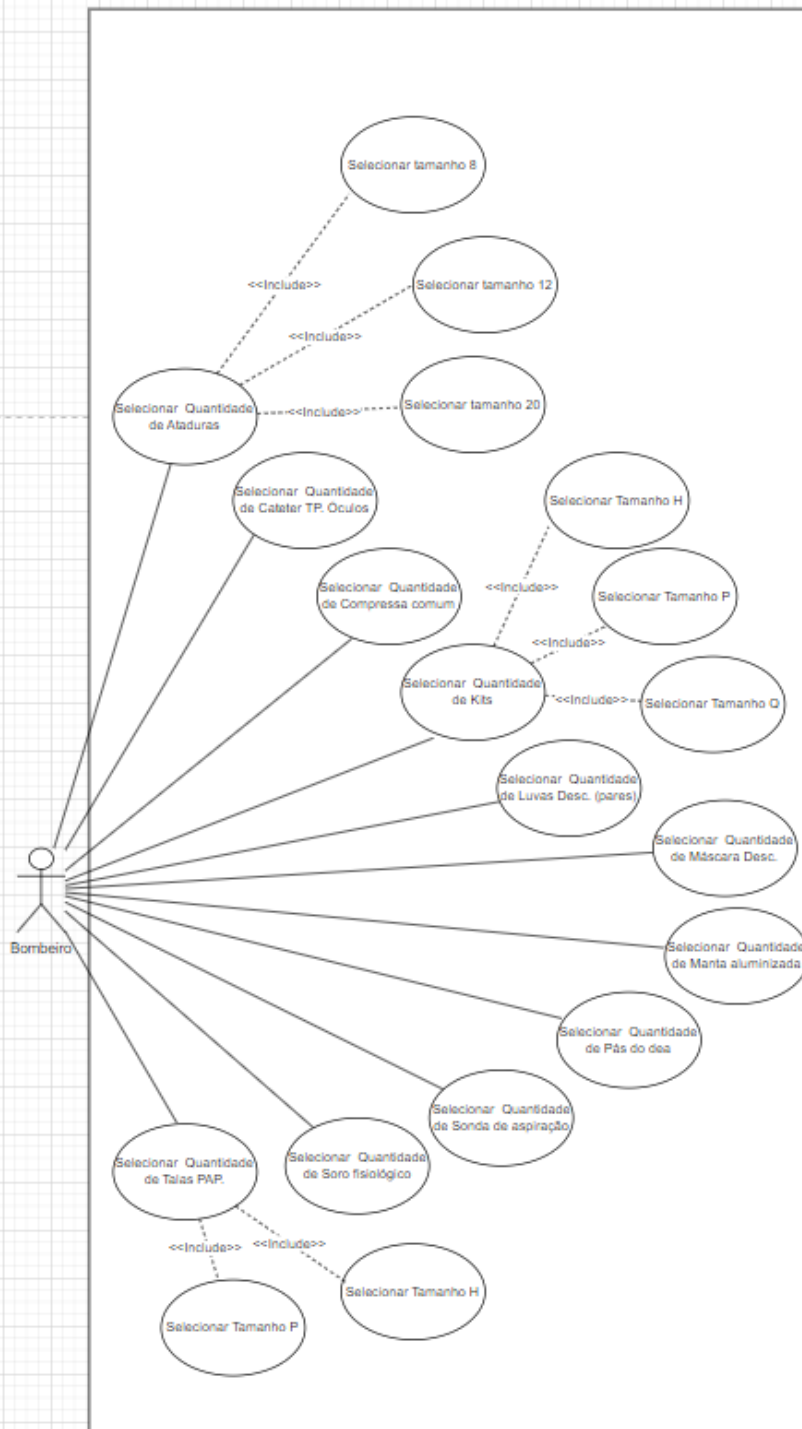 Selecionar tamanho 8
<<Include>>
Selecionar tamanho 12
<<Include>>
Selecionar Quantidade
de Ataduras
<<Include>>
Selecionar tamanho 20
Selecionar Quantidade
de Cateter TP. Oculos
Selecionar Tamanho H
Selecionar Quantidade
de Compressa comum
<<Include>>
Selecionar Tamanho P
<<Include>>
Selecionar Quantidade
de Kits
<<Include>>
Selecionar Tamanho Q
Selecionar Quantidade
de Luvas Desc. (pares)
Selecionar Quantidade
de Máscara Desc.
Bombeiro
Selecionar Quantidade
de Manta aluminizada
Selecionar Quantidade
de Pás do dea
Selecionar Quantidade
de Sonda de aspiração
Selecionar Quantidade
de Talas PAP.
Selecionar Quantidade
de Soro fisiológico
<<Include>>
<<Include>>
Selecionar Tamanho H
Selecionar Tamanho P